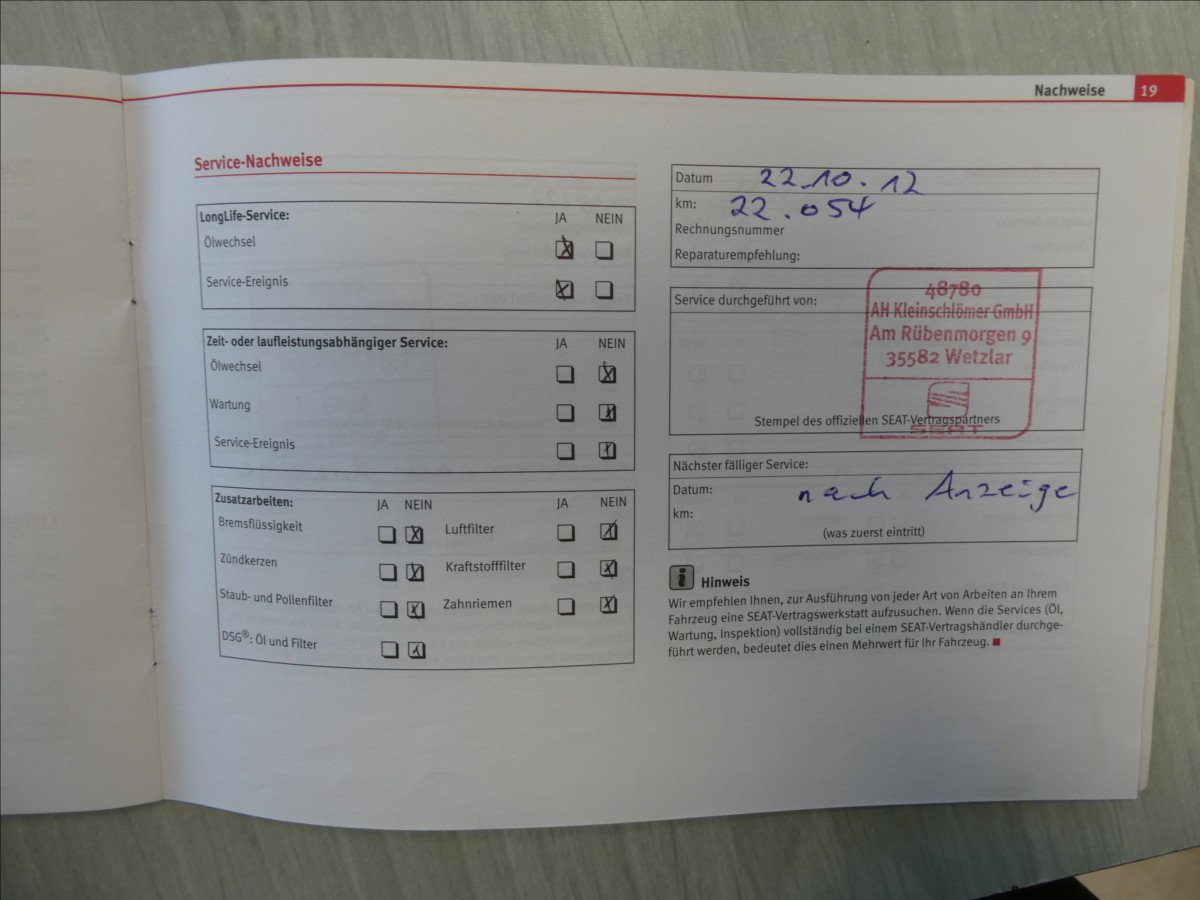 Nachweise 19
Service-Nachweise
LongLife-Service: JA NEIN
Ölwechsel
Service-Ereignis
Zeit- oder laufleistungsabhängiger Service: JA NEIN
Ölwechsel
Wartung
Service-Ereignis
Zusatzarbeiten: JA NEIN JA NEIN
Bremsflüssigkeit Luftfilter
Zündkerzen Kraftstofffilter
Staub- und Pollenfilter Zahnriemen
DSG®: Öl und Filter
Datum 22.10.12
km: 22.054
Rechnungsnummer
Reparaturempfehlung:
Service durchgeführt von:
48780
AH Kleinschlömer GmbH
Am Rübenmorgen 9
35582 Wetzlar
SEAT
Stempel des offiziellen SEAT-Vertragspartners
Nächster fälliger Service:
Datum: nach Anzeige
km:
(was zuerst eintritt)
Hinweis
Wir empfehlen Ihnen, zur Ausführung von jeder Art von Arbeiten an Ihrem
Fahrzeug eine SEAT-Vertragswerkstatt aufzusuchen. Wenn die Services (Öl,
Wartung, Inspektion) vollständig bei einem SEAT-Vertragshändler durchge-
führt werden, bedeutet dies einen Mehrwert für Ihr Fahrzeug.